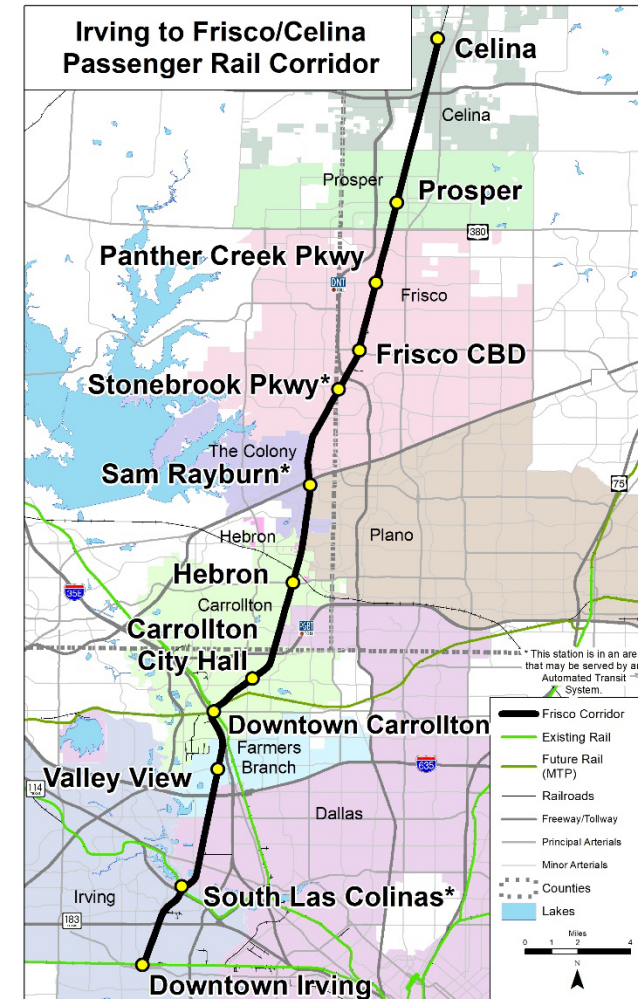 Irving to Frisco/Celina
Passenger Rail Corridor
Celina
Celina
Prosper
Prosper
380
Panther Creek Pkwy
DNT
Frisco
Frisco CBD
Stonebrook Pkwy*
The Colony
Sam Rayburn*
75
Plano
Hebron
Hebron
35E
Carrollton
Carrollton
City Hall
PGBT
* This station is in an area
that may be served by an
Automated Transit
System.
Downtown Carrollton
Farmers
Branch
Valley View
635
114
Dallas
Irving
South Las Colinas*
183
Downtown Irving
Frisco Corridor
Existing Rail
Future Rail
(MTP)
Railroads
Freeway/Tollway
Principal Arterials
Minor Arterials
Counties
Lakes
Miles
0 1 2 4
N